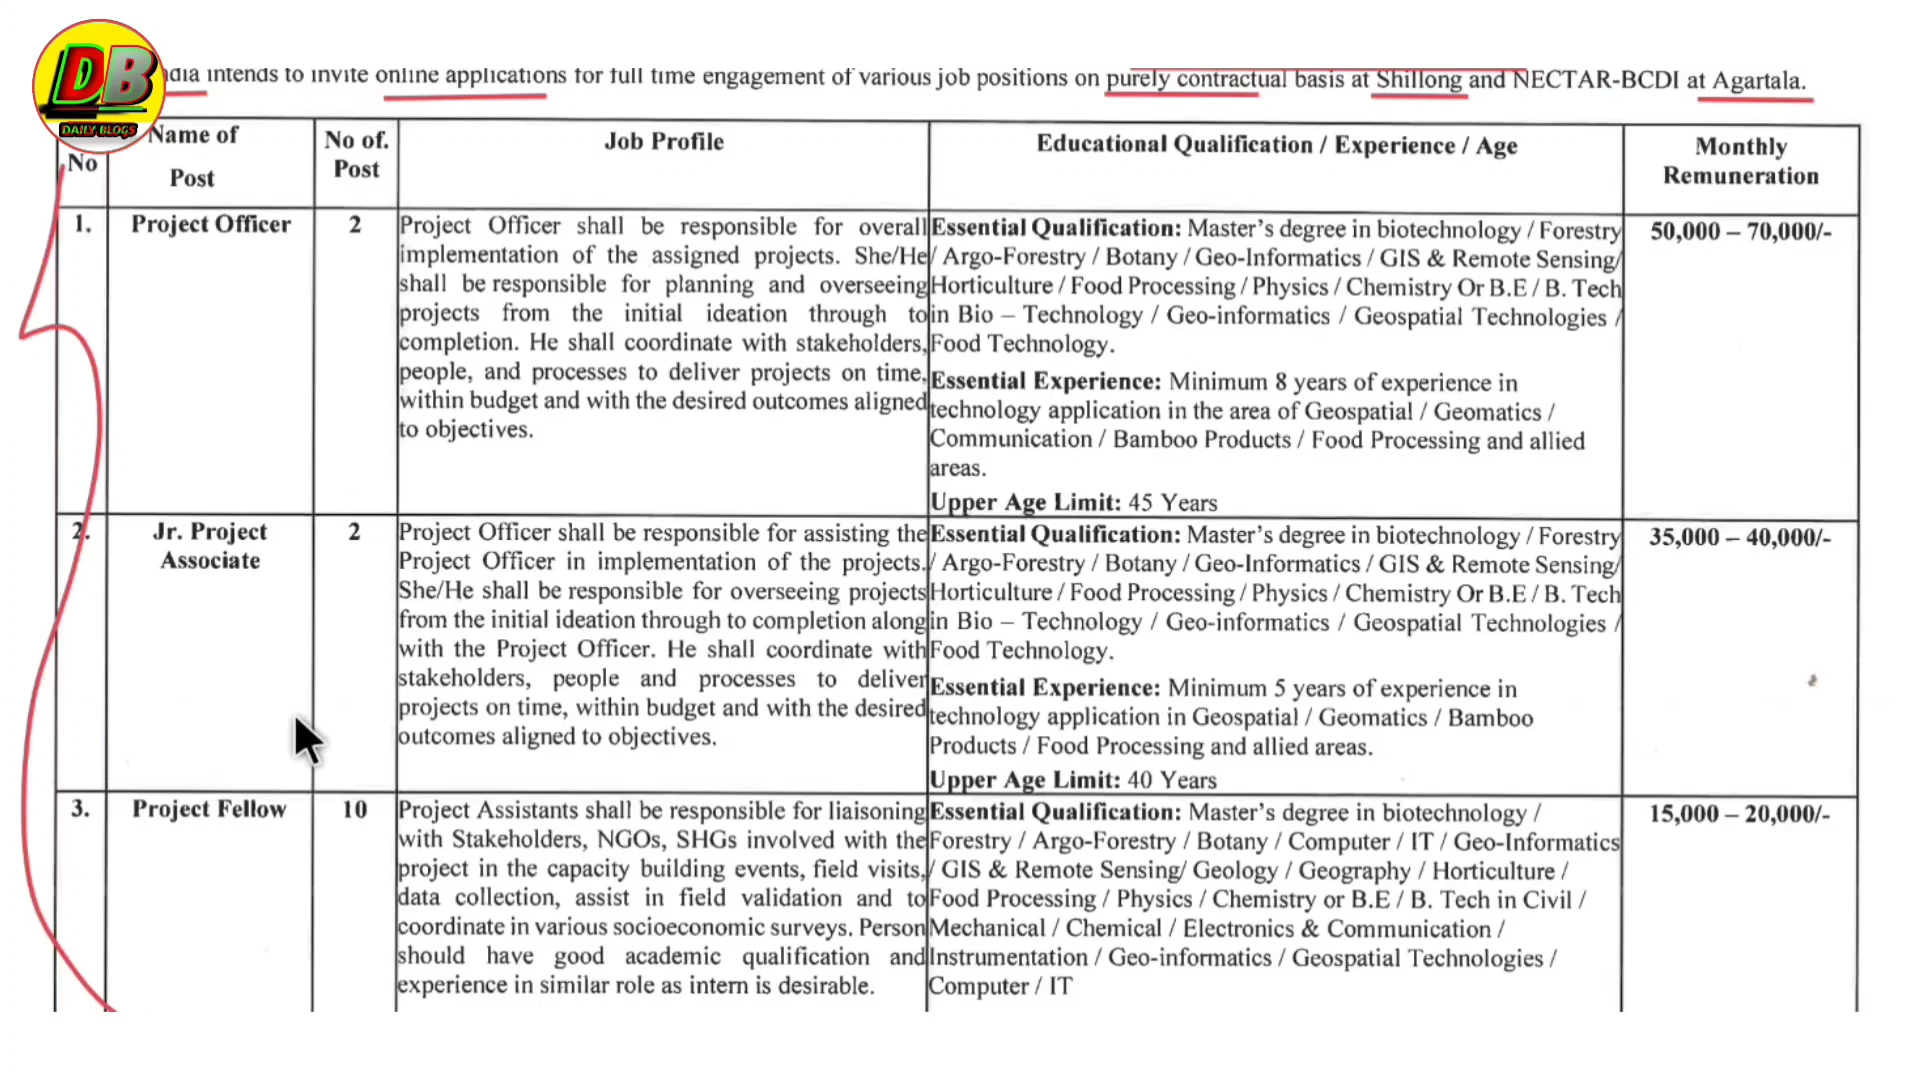 DB
DAILY BLOGS
intends to invite online applications for full time engagement of various job positions on purely contractual basis at Shillong and NECTAR-BCDI at Agartala.
No
Name of
Post
No of.
Post
Job Profile
Educational Qualification / Experience / Age
Monthly
Remuneration
1.
Project Officer
2
Project Officer shall be responsible for overall
implementation of the assigned projects. She/He
shall be responsible for planning and overseeing
projects from the initial ideation through to
completion. He shall coordinate with stakeholders,
people, and processes to deliver projects on time,
within budget and with the desired outcomes aligned
to objectives.
Essential Qualification: Master's degree in biotechnology / Forestry
/ Argo-Forestry / Botany / Geo-Informatics / GIS & Remote Sensing/
Horticulture / Food Processing / Physics / Chemistry Or B.E / B. Tech
in Bio – Technology / Geo-informatics / Geospatial Technologies /
Food Technology.
Essential Experience: Minimum 8 years of experience in
technology application in the area of Geospatial / Geomatics /
Communication / Bamboo Products / Food Processing and allied
areas.
Upper Age Limit: 45 Years
50,000 – 70,000/-
2.
Jr. Project
Associate
2
Project Officer shall be responsible for assisting the
Project Officer in implementation of the projects.
She/He shall be responsible for overseeing projects
from the initial ideation through to completion along
with the Project Officer. He shall coordinate with
stakeholders, people and processes to deliver
projects on time, within budget and with the desired
outcomes aligned to objectives.
Essential Qualification: Master's degree in biotechnology / Forestry
/ Argo-Forestry / Botany / Geo-Informatics / GIS & Remote Sensing/
Horticulture / Food Processing / Physics / Chemistry Or B.E / B. Tech
in Bio – Technology / Geo-informatics / Geospatial Technologies /
Food Technology.
Essential Experience: Minimum 5 years of experience in
technology application in Geospatial / Geomatics / Bamboo
Products / Food Processing and allied areas.
Upper Age Limit: 40 Years
35,000 – 40,000/-
3.
Project Fellow
10
Project Assistants shall be responsible for liaisoning
with Stakeholders, NGOs, SHGs involved with the
project in the capacity building events, field visits,
data collection, assist in field validation and to
coordinate in various socioeconomic surveys. Person
should have good academic qualification and
experience in similar role as intern is desirable.
Essential Qualification: Master's degree in biotechnology /
Forestry / Argo-Forestry / Botany / Computer / IT / Geo-Informatics
/ GIS & Remote Sensing/ Geology / Geography / Horticulture /
Food Processing / Physics / Chemistry or B.E / B. Tech in Civil /
Mechanical / Chemical / Electronics & Communication /
Instrumentation / Geo-informatics / Geospatial Technologies /
Computer / IT
15,000 – 20,000/-